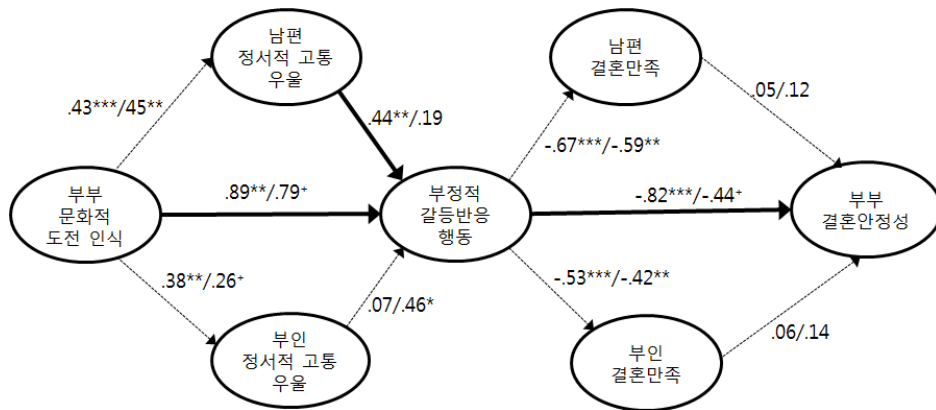 남편
정서적 고통
우울
남편
결혼만족
.43***/45**
.44**/.19
-.67***/-.59**
.05/.12
부부
문화적
도전 인식
.89**/.79⁺
부정적
갈등반응
행동
-.82***/-.44⁺
부부
결혼안정성
.38**/.26⁺
.07/.46*
-.53***/-.42**
.06/.14
부인
정서적 고통
우울
부인
결혼만족